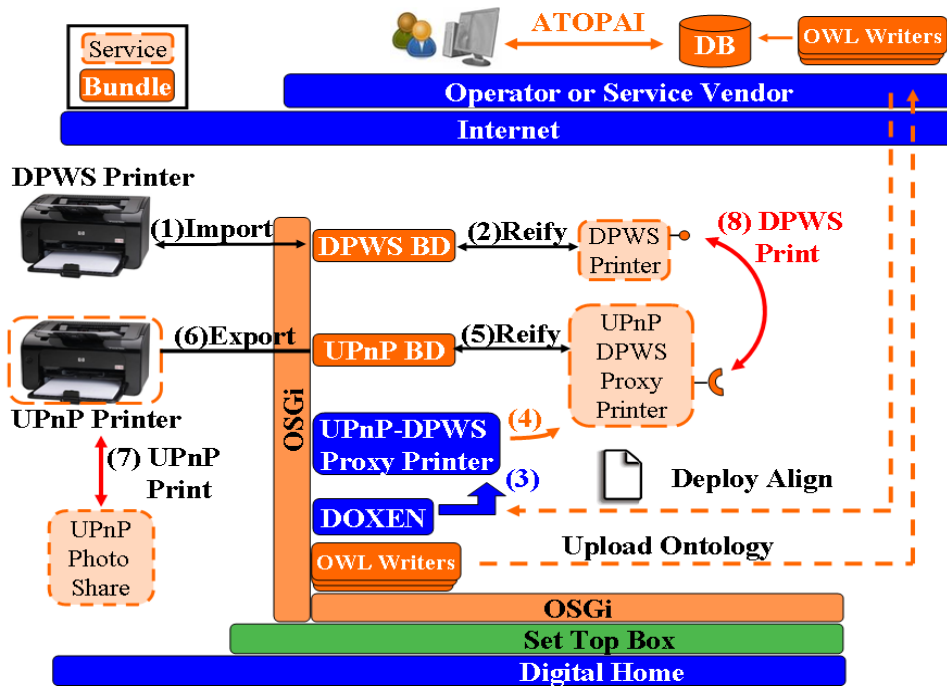 Service
Bundle
ATOPAI
DB
OWL Writers
Operator or Service Vendor
Internet
DPWS Printer
(1)Import
DPWS BD
(2)Reify
DPWS
Printer
(8) DPWS
Print
(6)Export
UPnP BD
(5)Reify
UPnP
DPWS
Proxy
Printer
UPnP Printer
OSGi
UPnP-DPWS
Proxy Printer
(4)
(7) UPnP
Print
(3)
Deploy Align
DOXEN
UPnP
Photo
Share
Upload Ontology
OWL Writers
OSGi
Set Top Box
Digital Home